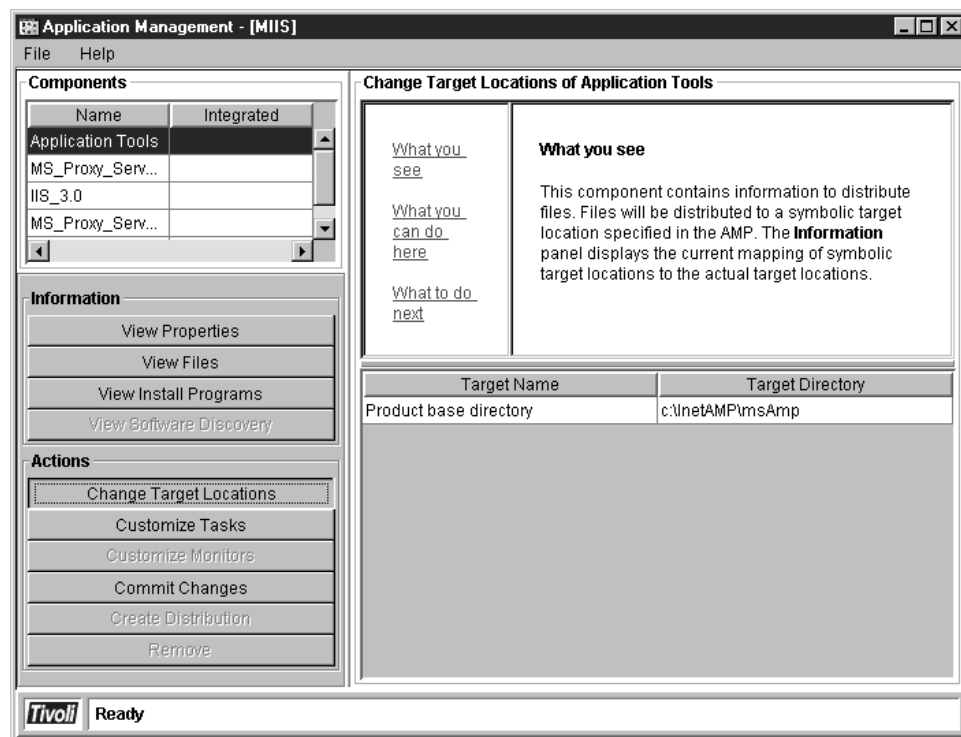 Application Management - [MIIS]
File Help
Components
Name Integrated
Application Tools
MS_Proxy_Serv...
IIS_3.0
MS_Proxy_Serv...
Information
View Properties
View Files
View Install Programs
View Software Discovery
Actions
Change Target Locations
Customize Tasks
Customize Monitors
Commit Changes
Create Distribution
Remove
Change Target Locations of Application Tools
What you
see
What you
can do
here
What to do
next
What you see
This component contains information to distribute
files. Files will be distributed to a symbolic target
location specified in the AMP. The Information
panel displays the current mapping of symbolic
target locations to the actual target locations.
Target Name Target Directory
Product base directory c:\InetAMP\msAmp
Tivoli Ready